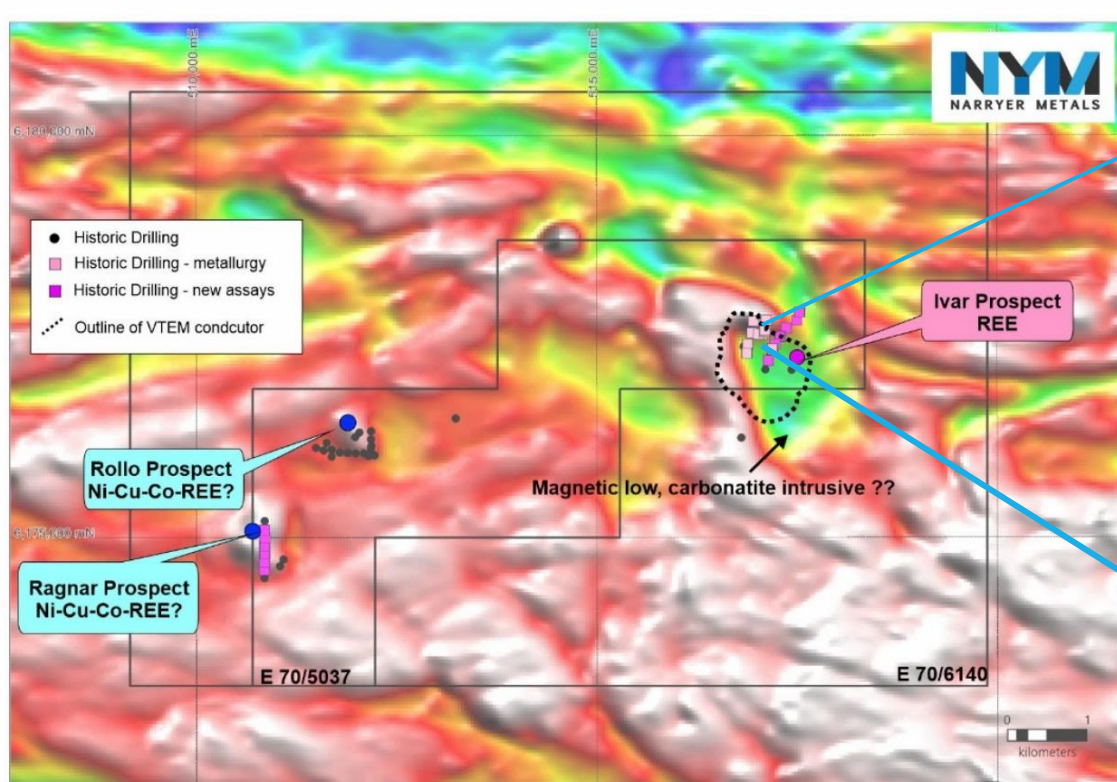 510,000 mE
515,000 mE
NYM
NARRYER METALS
6,180,000 mN
Historic Drilling
Historic Drilling - metallurgy
Historic Drilling - new assays
Outline of VTEM condcutor
Ivar Prospect
REE
Rollo Prospect
Ni-Cu-Co-REE?
Magnetic low, carbonatite intrusive ??
6,175,000 mN
Ragnar Prospect
Ni-Cu-Co-REE?
E 70/5037
E 70/6140
0 1
kilometers